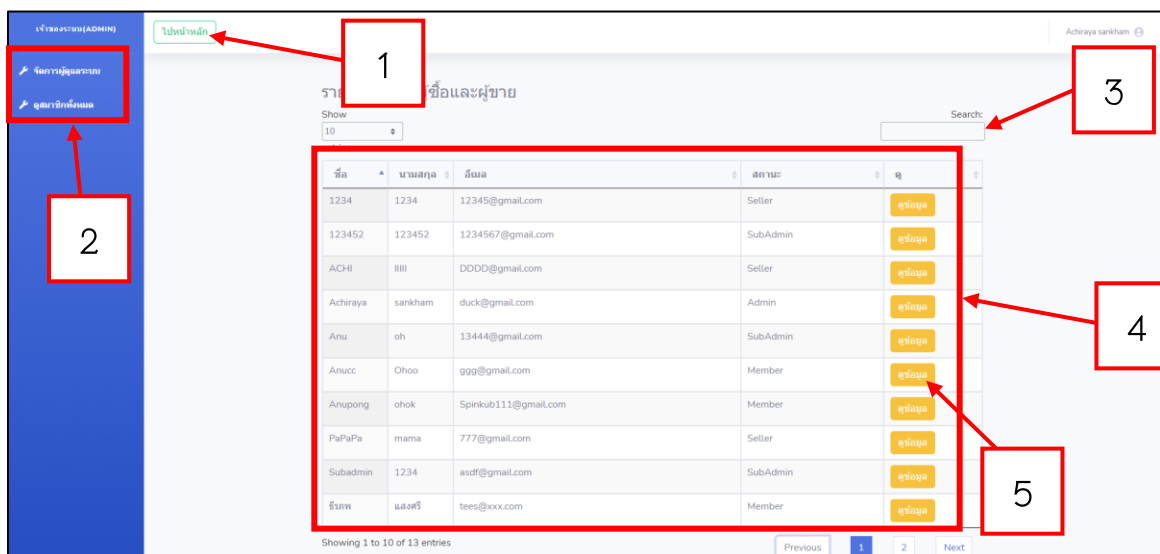 เจ้าของระบบ(ADMIN)
ไปหน้าหลัก
Achiraya sankham
1
จัดการผู้ดูแลระบบ
ดูสมาชิกทั้งหมด
2
ซื้อและผู้ขาย
Show
10
Search:
3
ชื่อ นามสกุล อีเมล สถานะ ดู
1234 1234 12345@gmail.com Seller ดูข้อมูล
123452 123452 1234567@gmail.com SubAdmin ดูข้อมูล
ACHI IIIII DDDD@gmail.com Seller ดูข้อมูล
Achiraya sankham duck@gmail.com Admin ดูข้อมูล
4
Anu oh 13444@gmail.com SubAdmin ดูข้อมูล
Anucc Ohoo ggg@gmail.com Member ดูข้อมูล
Anupong ohok Spinkub111@gmail.com Member ดูข้อมูล
PaPaPa mama 777@gmail.com Seller ดูข้อมูล
Subadmin 1234 asdf@gmail.com SubAdmin ดูข้อมูล
5
ธีรภพ แสงศรี tees@xxx.com Member ดูข้อมูล
Showing 1 to 10 of 13 entries
Previous 1 2 Next